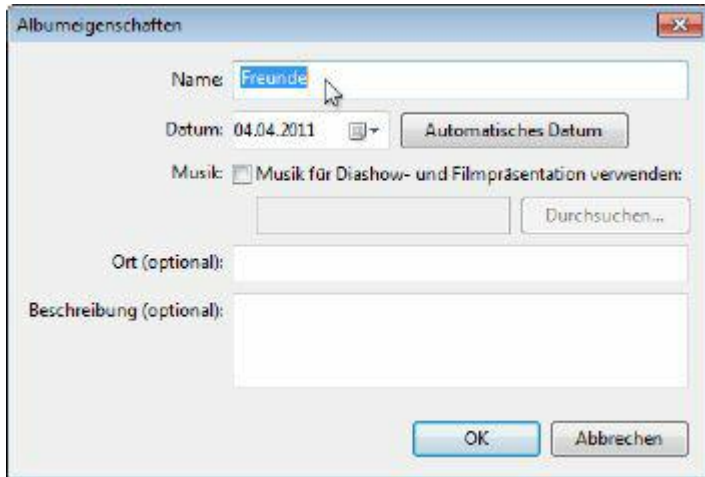 Albumeigenschaften
Name: Freunde
Datum: 04.04.2011 Automatisches Datum
Musik: Musik für Diashow- und Filmpräsentation verwenden:
Durchsuchen...
Ort (optional):
Beschreibung (optional):
OK Abbrechen